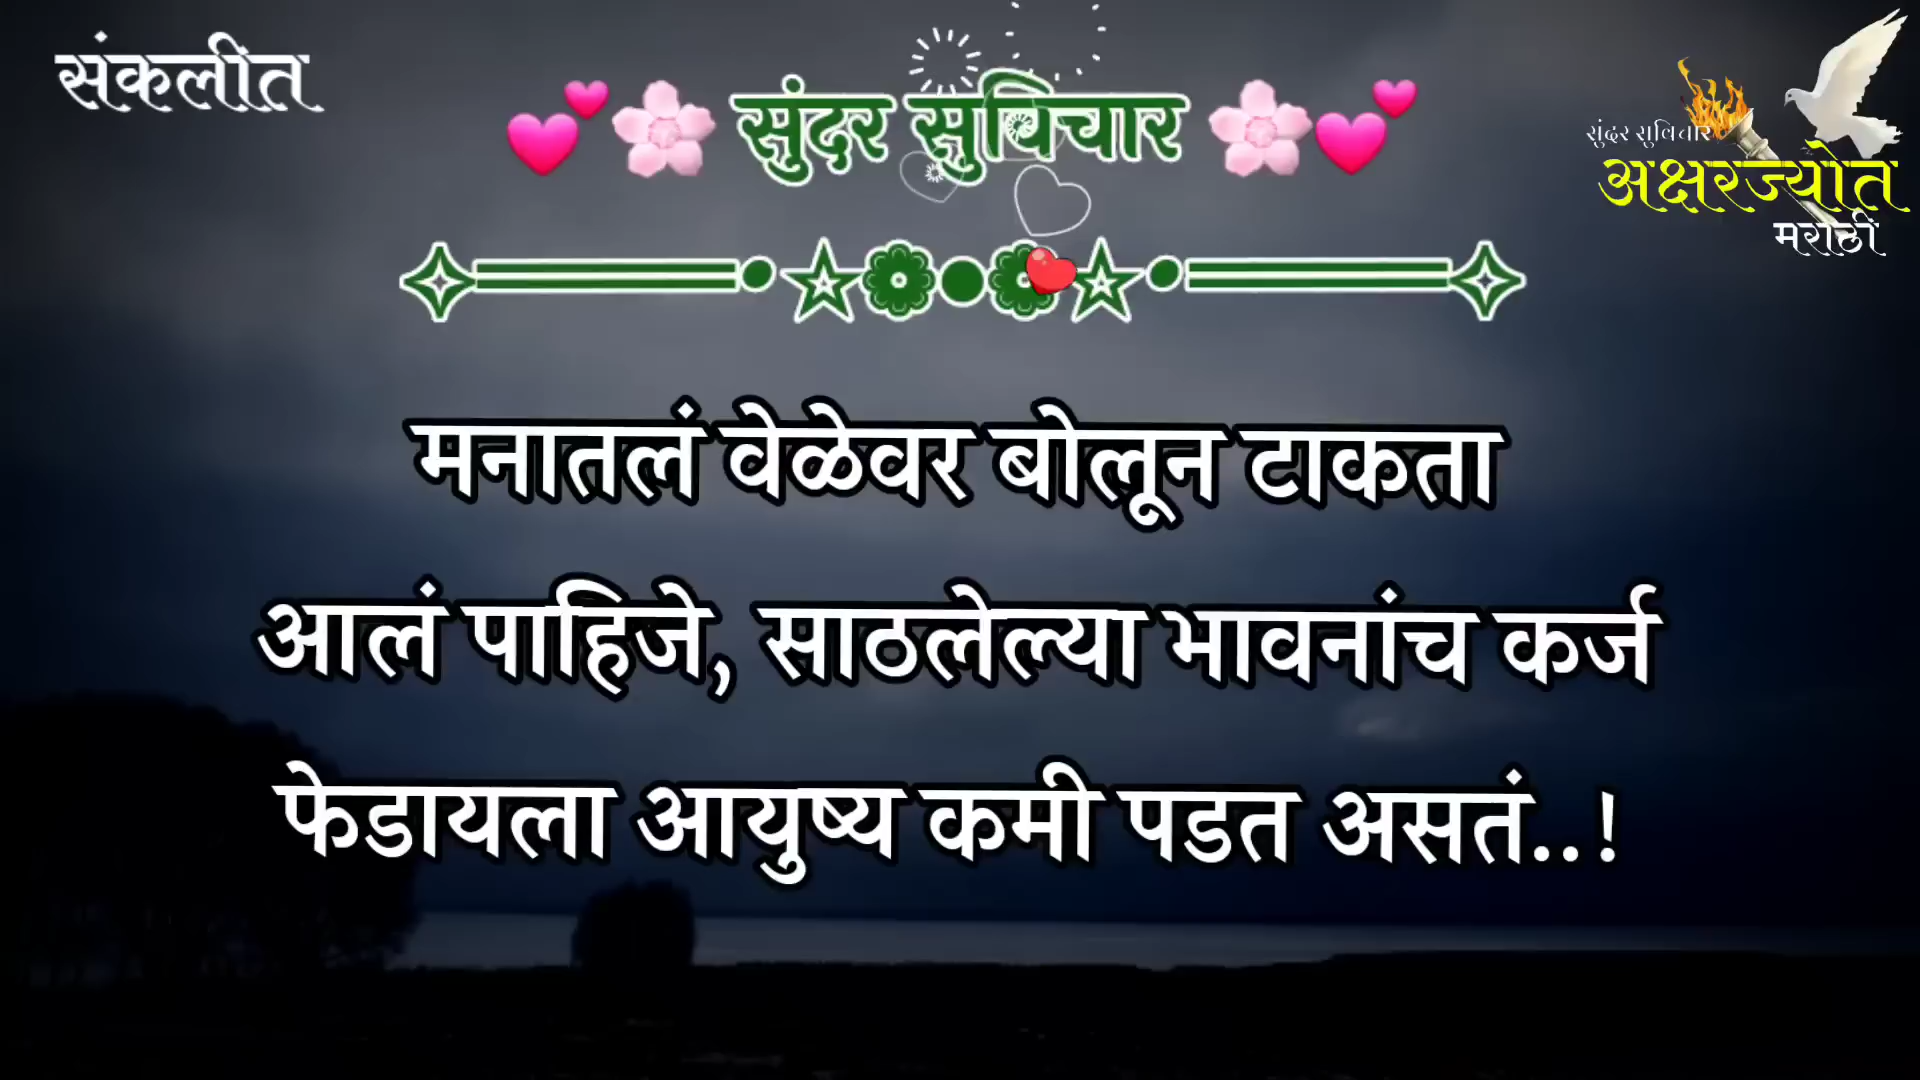 संकलीत
सुंदर सुविचार
सुंदर सुविचार
अक्षरज्योत
मराठी
मनातलं वेळेवर बोलून टाकता
आलं पाहिजे, साठलेल्या भावनांच कर्ज
फेडायला आयुष्य कमी पडत असतं..!